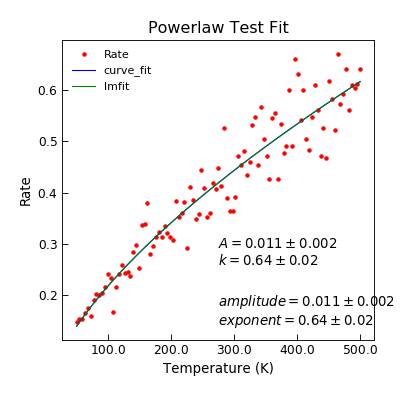 Powerlaw Test Fit
Rate
curve_fit
lmfit
0.6
0.5
0.4
0.3
0.2
Rate
A = 0.011 ± 0.002
k = 0.64 ± 0.02
amplitude = 0.011 ± 0.002
exponent = 0.64 ± 0.02
100.0 200.0 300.0 400.0 500.0
Temperature (K)